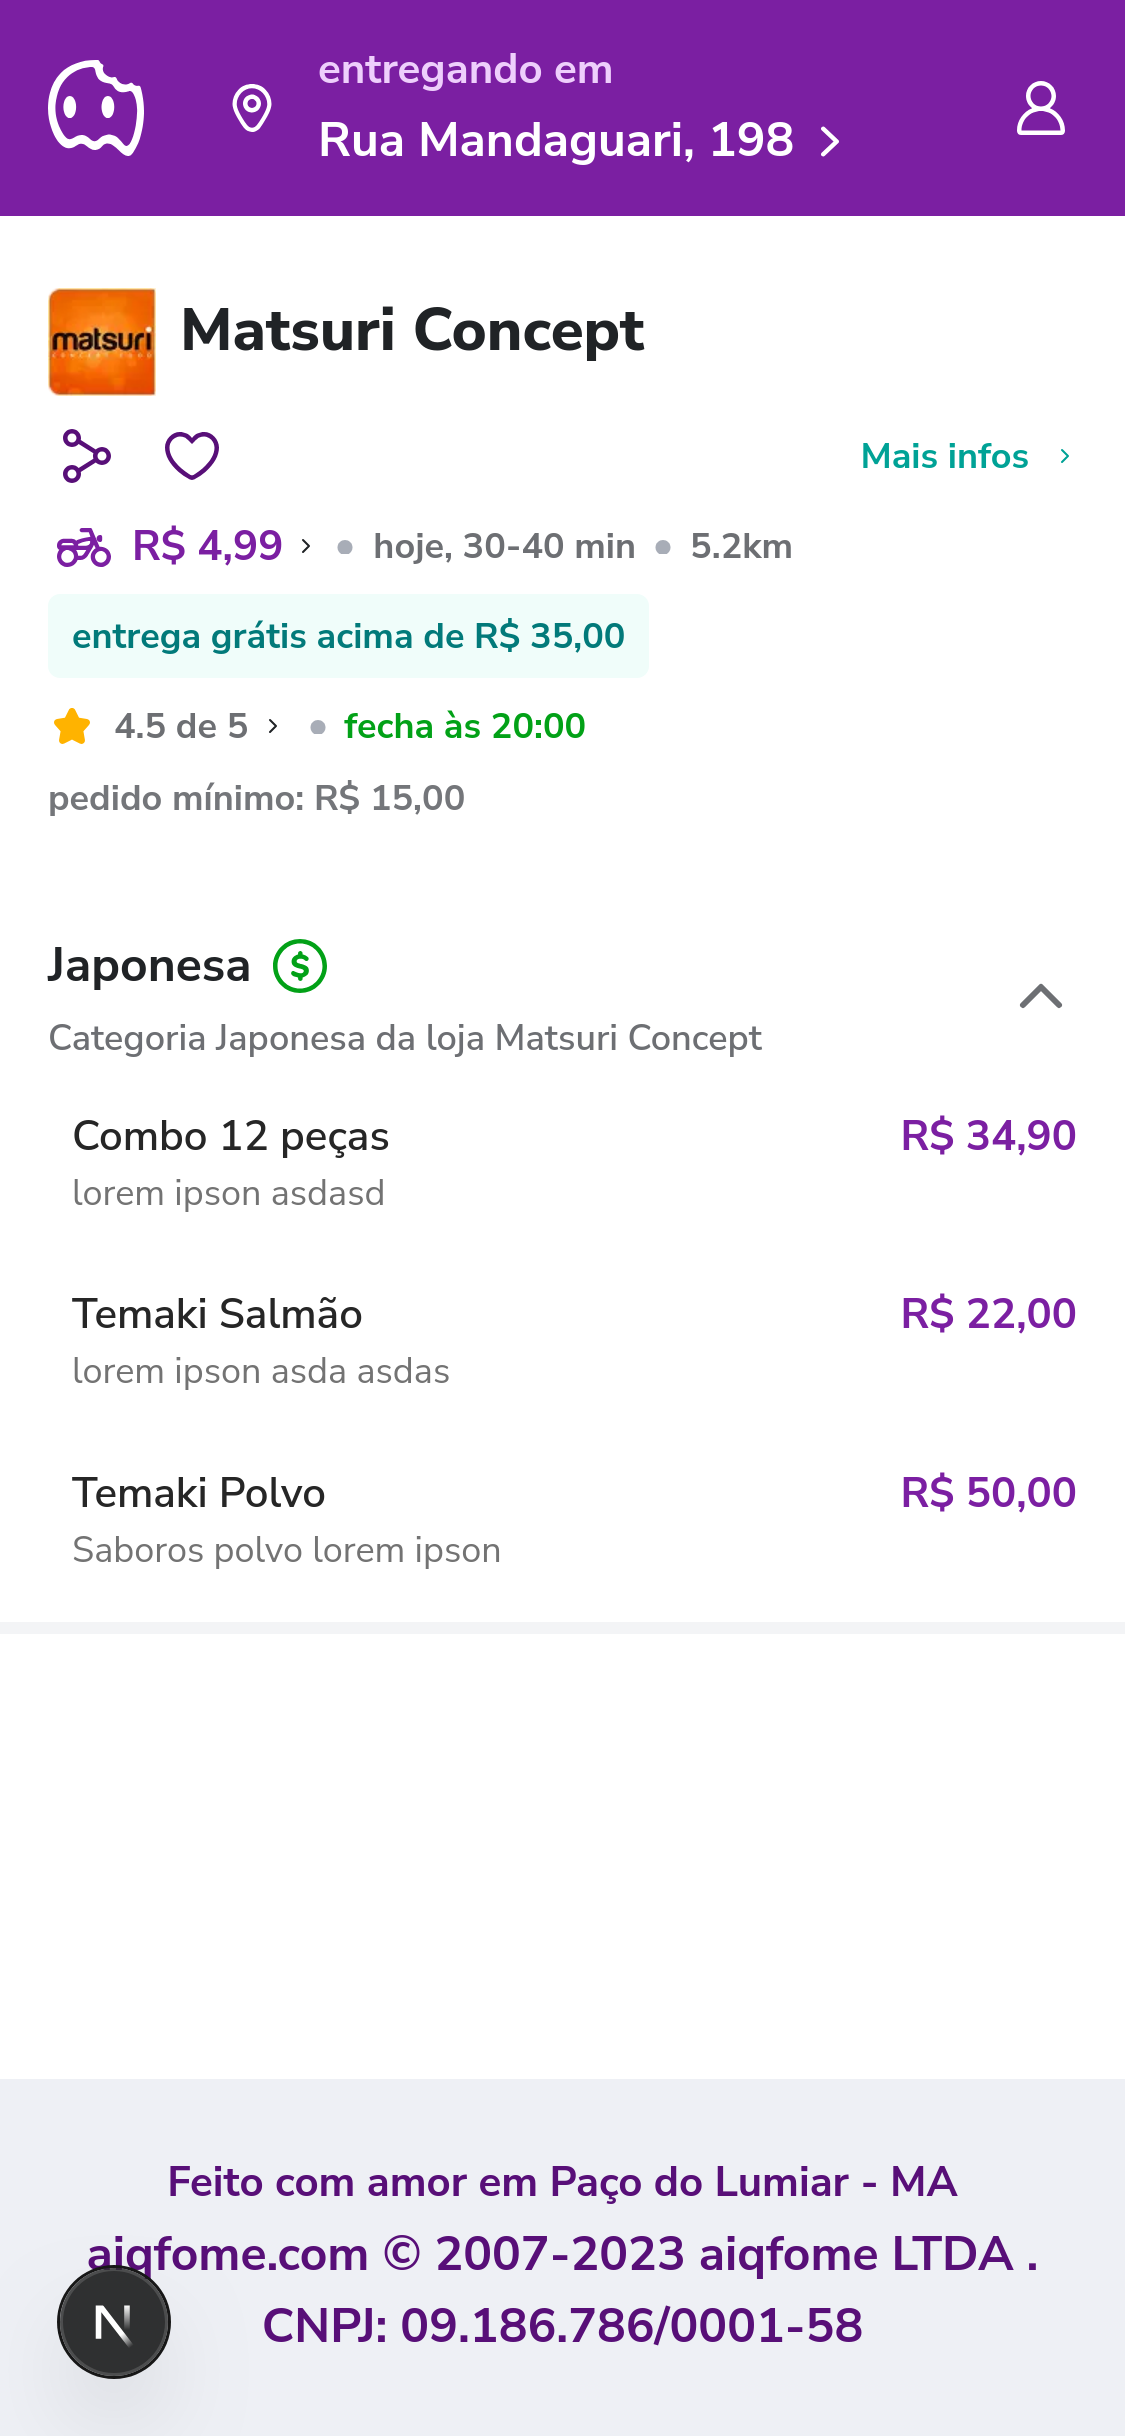 entregando em
Rua Mandaguari, 198
matsuri
Matsuri Concept
Mais infos
R$ 4,99 • hoje, 30-40 min • 5.2km
entrega grátis acima de R$ 35,00
4.5 de 5 • fecha às 20:00
pedido mínimo: R$ 15,00
Japonesa $
Categoria Japonesa da loja Matsuri Concept
Combo 12 peças R$ 34,90
lorem ipson asdasd
Temaki Salmão R$ 22,00
lorem ipson asda asdas
Temaki Polvo R$ 50,00
Saboros polvo lorem ipson
Feito com amor em Paço do Lumiar - MA
aiqfome.com © 2007-2023 aiqfome LTDA .
CNPJ: 09.186.786/0001-58
N